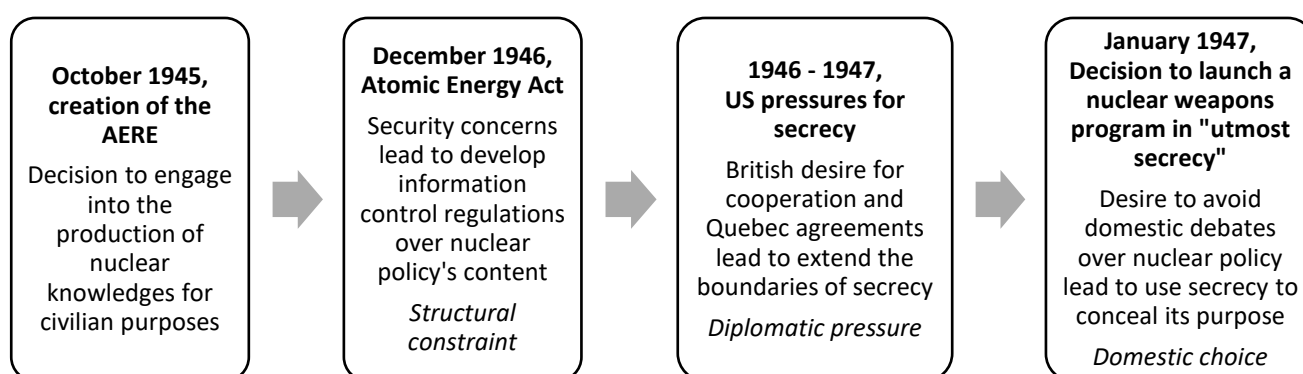 October 1945,
creation of the
AERE
Decision to engage
into the
production of
nuclear
knowledges for
civilian purposes
December 1946,
Atomic Energy Act
Security concerns
lead to develop
information
control regulations
over nuclear
policy's content
Structural
constraint
1946 - 1947,
US pressures for
secrecy
British desire for
cooperation and
Quebec agreements
lead to extend the
boundaries of secrecy
Diplomatic pressure
January 1947,
Decision to launch a
nuclear weapons
program in "utmost
secrecy"
Desire to avoid
domestic debates
over nuclear policy
lead to use secrecy to
conceal its purpose
Domestic choice